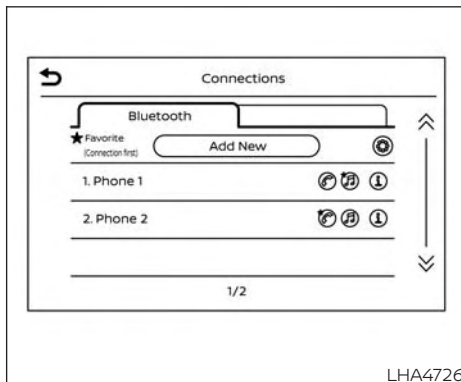 Connections
Bluetooth
★Favorite
(Connection first)
Add New
1. Phone 1
2. Phone 2
1/2
LHA4726